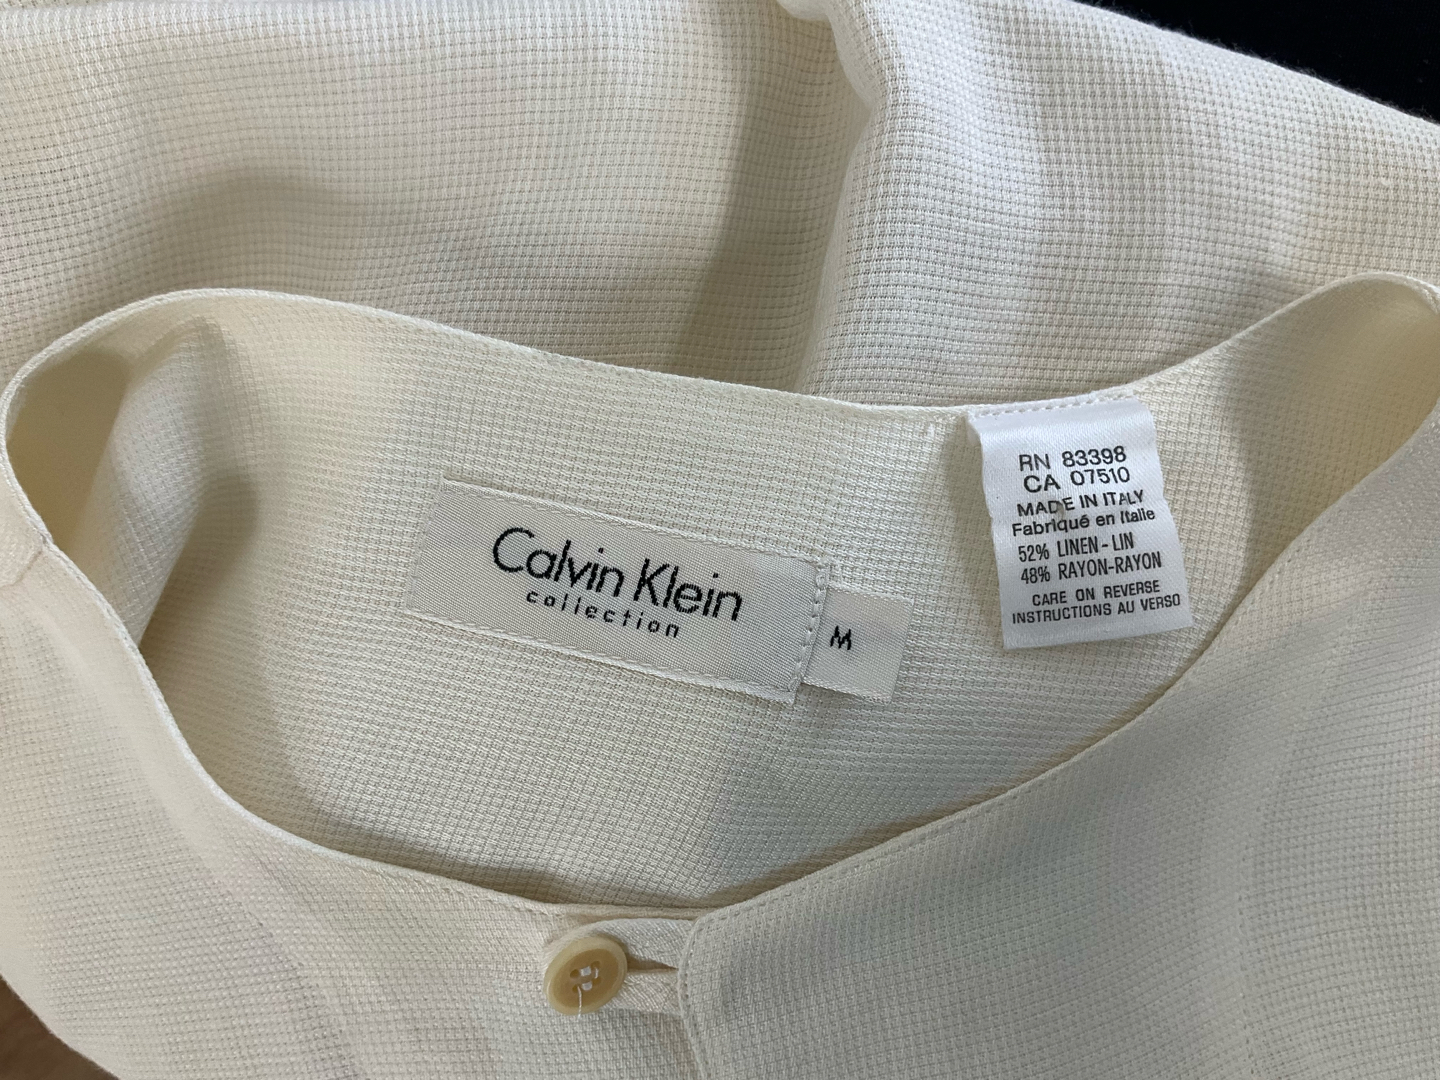 Calvin Klein
collection
M
RN 83398
CA 07510
MADE IN ITALY
Fabriqué en Italie
52% LINEN - LIN
48% RAYON-RAYON
CARE ON REVERSE
INSTRUCTIONS AU VERSO